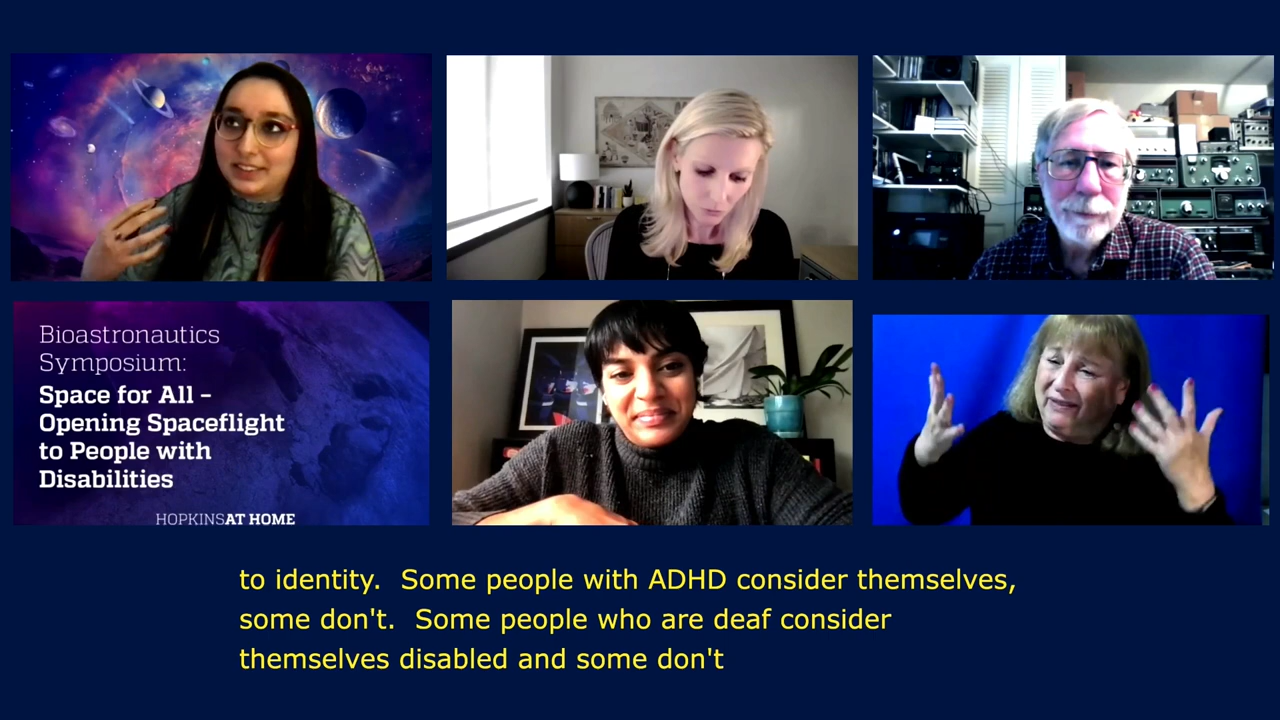 Bioastronautics
Symposium:
Space for All –
Opening Spaceflight
to People with
Disabilities
HOPKINSAT HOME
to identity.  Some people with ADHD consider themselves,
some don't.  Some people who are deaf consider
themselves disabled and some don't